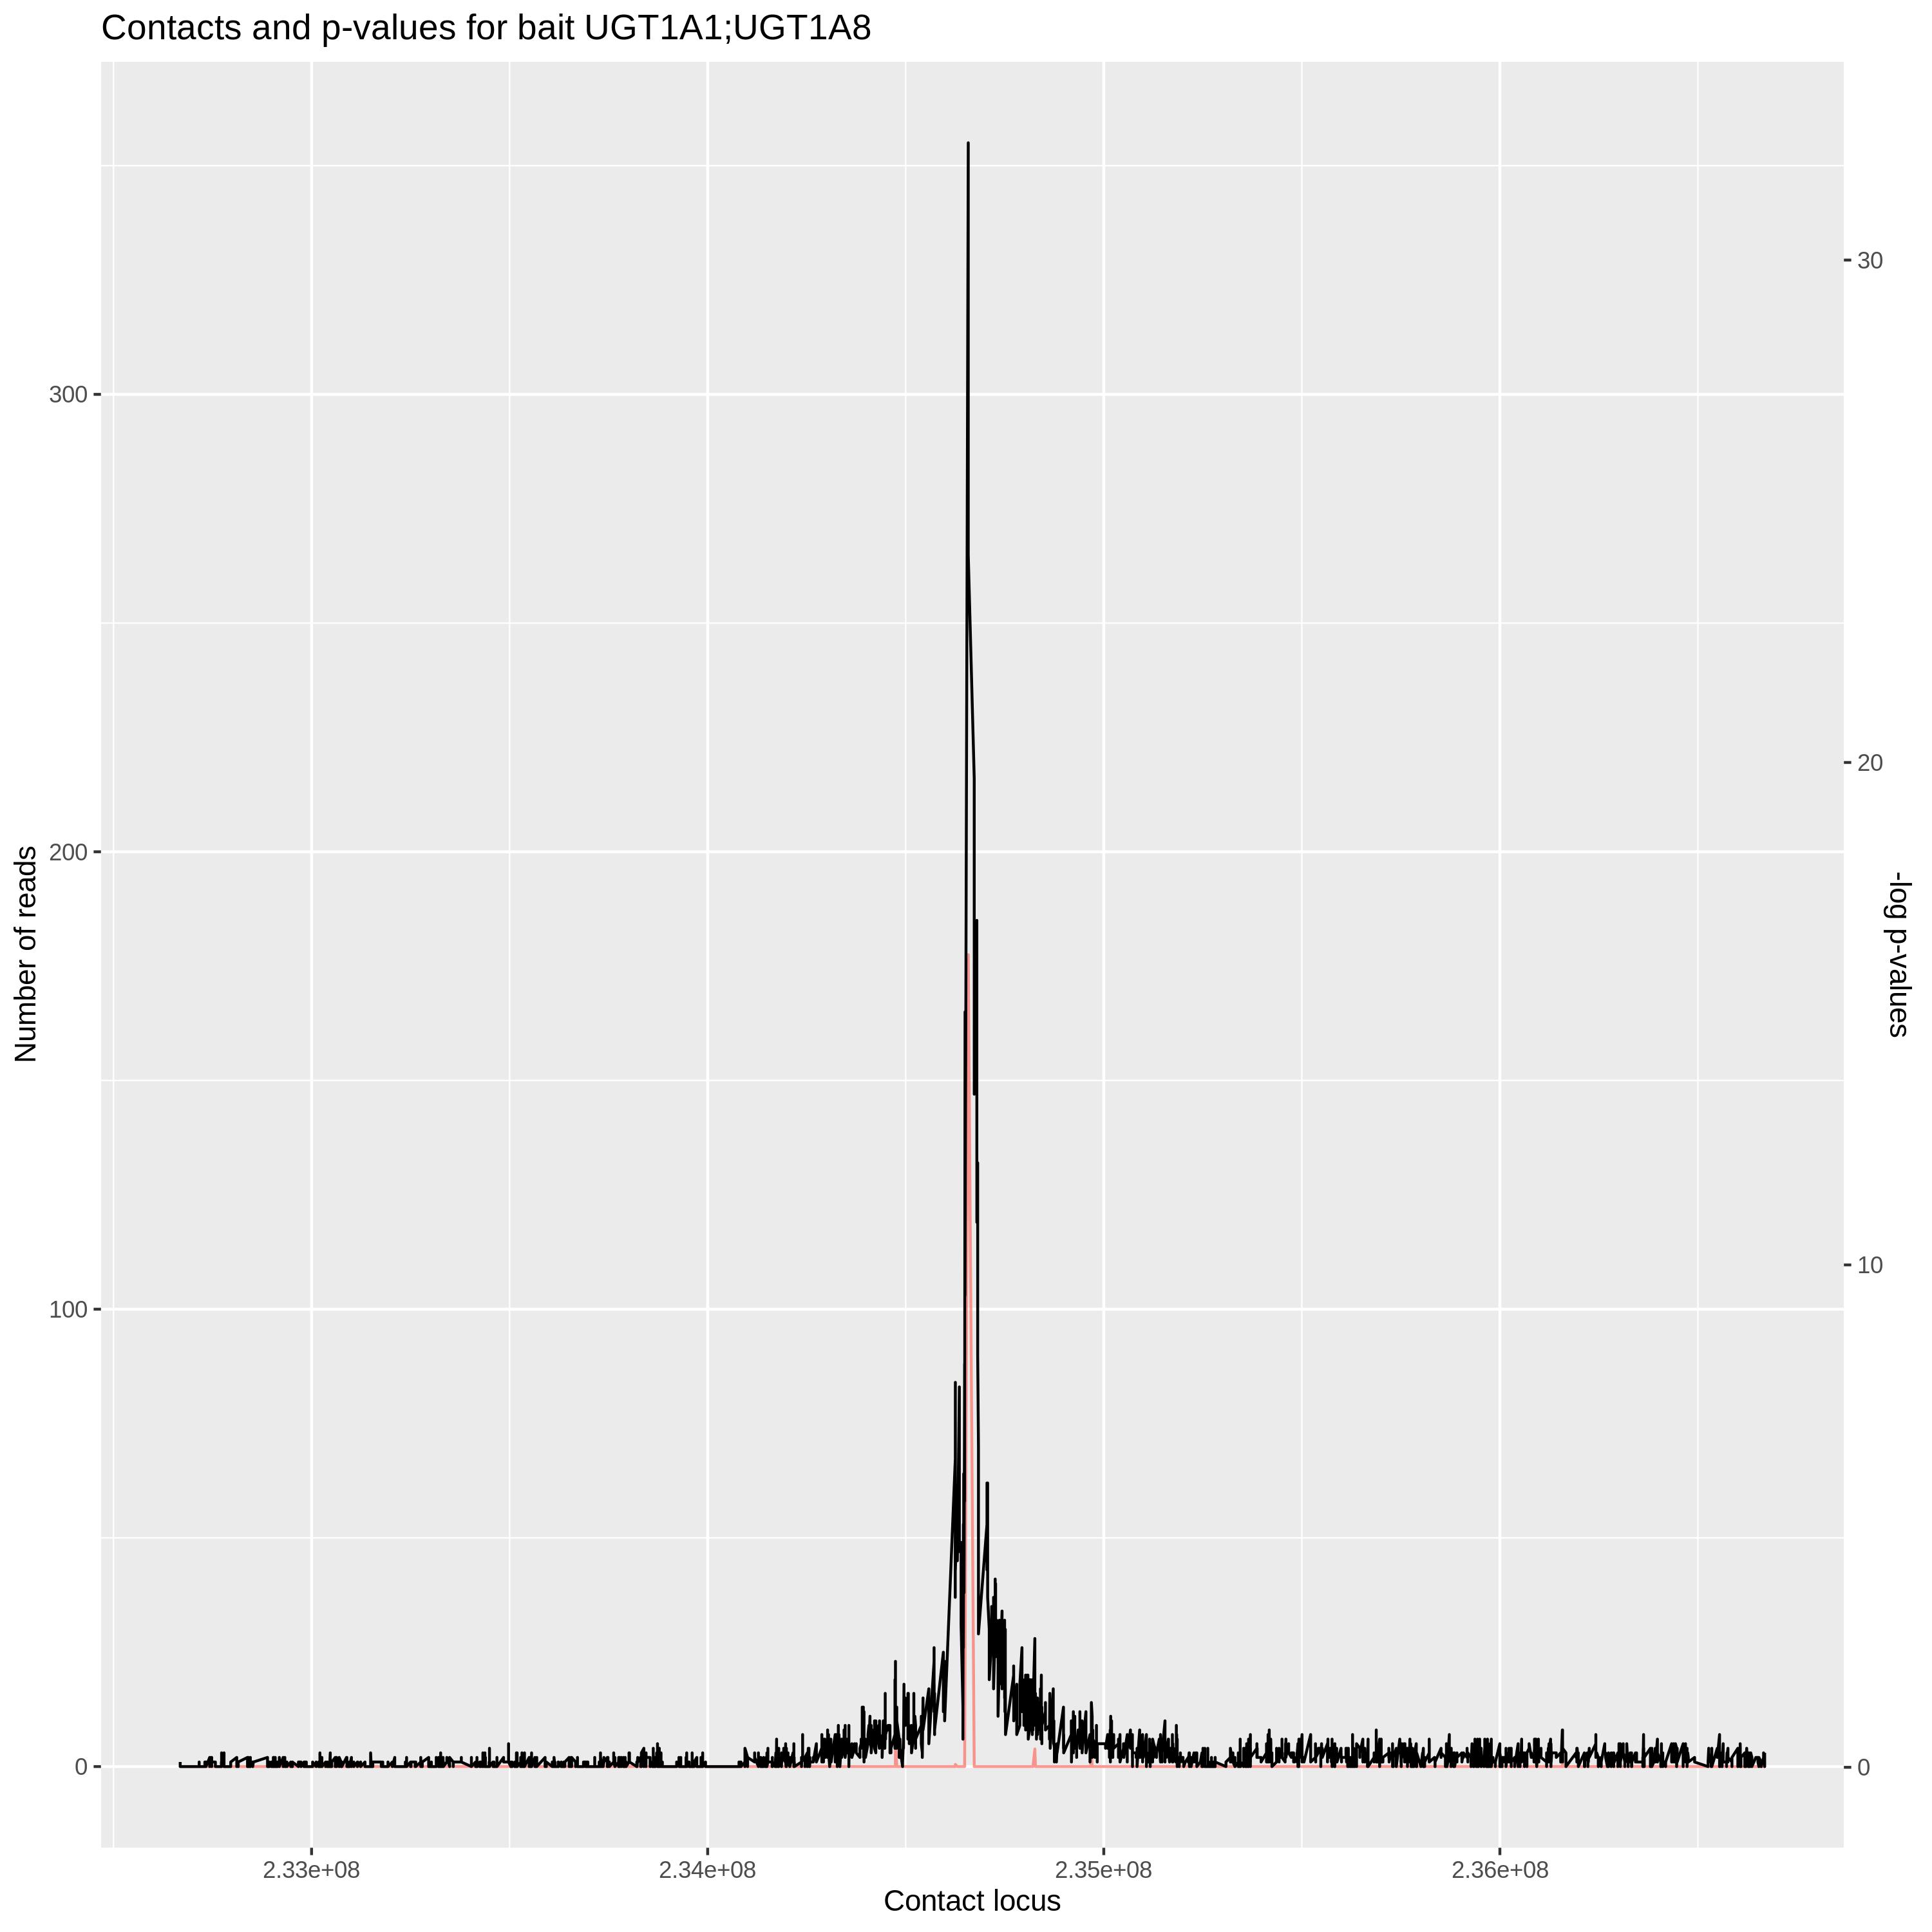 Contacts and p-values for bait UGT1A1;UGT1A8
300
200
100
0
Number of reads
30
20
10
0
-log p-values
2.33e+08 2.34e+08 2.35e+08 2.36e+08
Contact locus